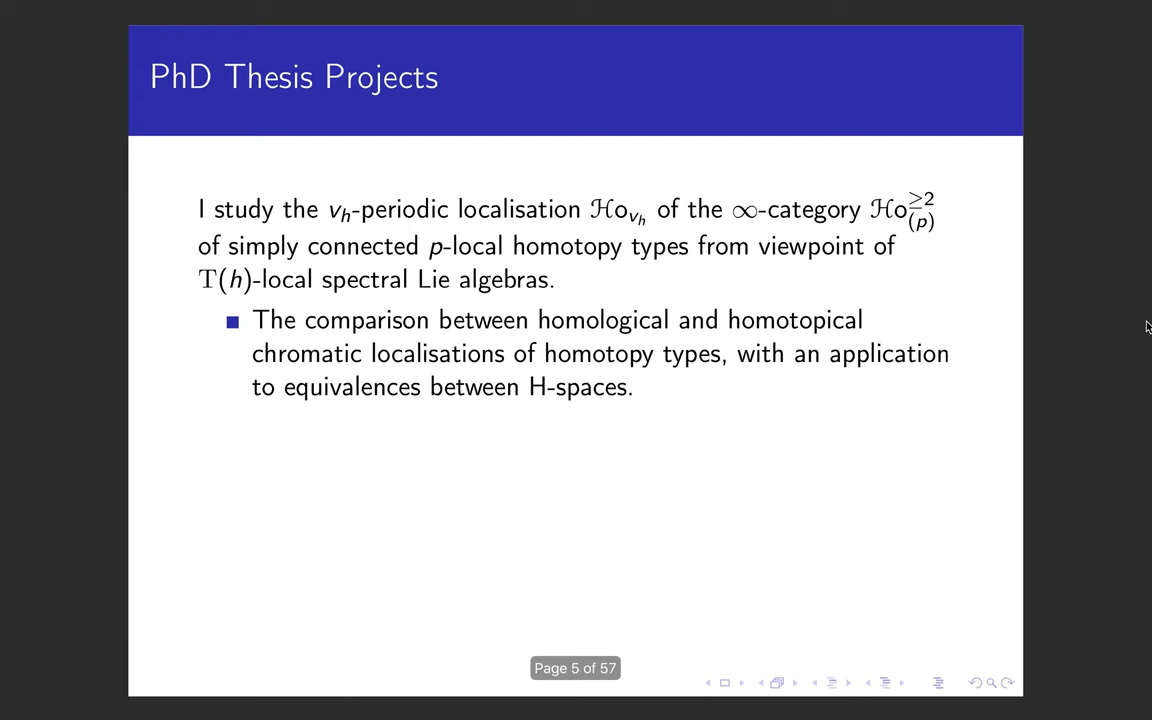 PhD Thesis Projects
I study the v_h-periodic localisation ℋo_{v_h} of the ∞-category ℋo^{≥2}_{(p)}
of simply connected p-local homotopy types from viewpoint of
T(h)-local spectral Lie algebras.
The comparison between homological and homotopical
chromatic localisations of homotopy types, with an application
to equivalences between H-spaces.
Page 5 of 57